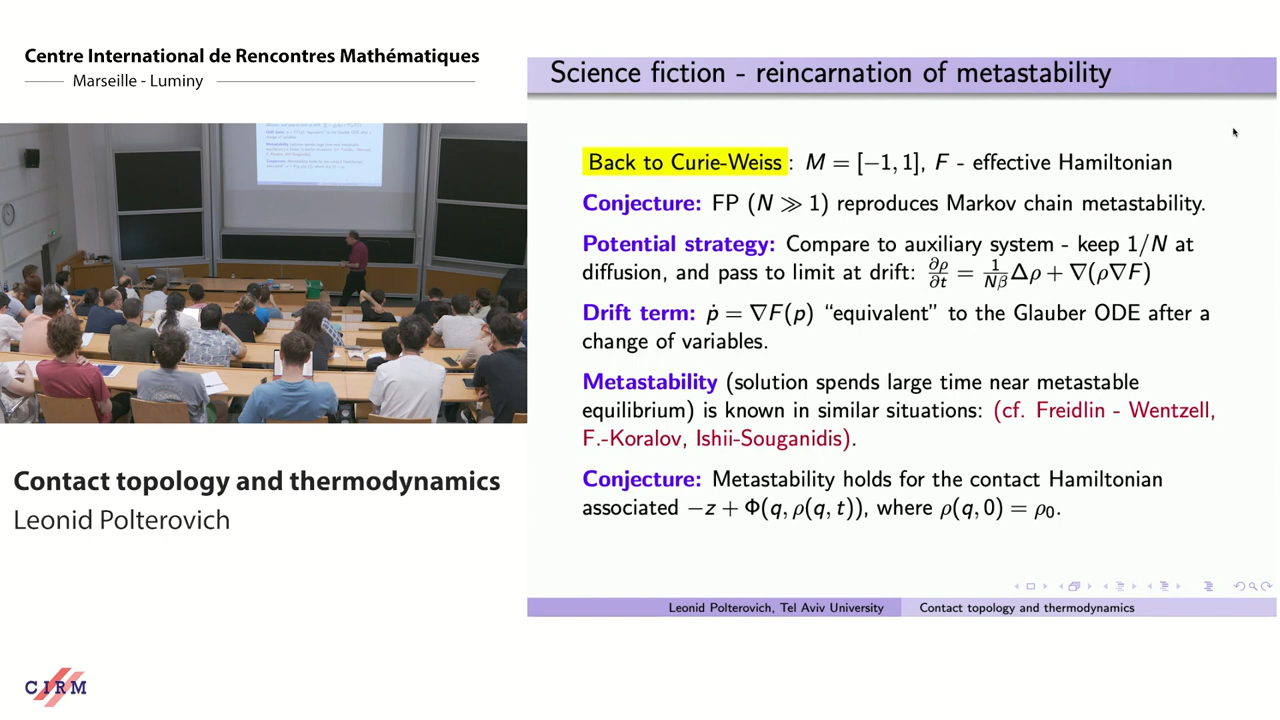 Centre International de Rencontres Mathématiques
Marseille - Luminy
Contact topology and thermodynamics
Leonid Polterovich
CIRM
Science fiction - reincarnation of metastability
Back to Curie-Weiss: M = [−1, 1], F - effective Hamiltonian
Conjecture: FP (N ≫ 1) reproduces Markov chain metastability.
Potential strategy: Compare to auxiliary system - keep 1/N at
diffusion, and pass to limit at drift: ∂ρ/∂t = 1/Nβ Δρ + ∇(ρ∇F)
Drift term: ṗ = ∇F(p) “equivalent” to the Glauber ODE after a
change of variables.
Metastability (solution spends large time near metastable
equilibrium) is known in similar situations: (cf. Freidlin - Wentzell,
F.-Koralov, Ishii-Souganidis).
Conjecture: Metastability holds for the contact Hamiltonian
associated −z + Φ(q, ρ(q, t)), where ρ(q, 0) = ρ₀.
Leonid Polterovich, Tel Aviv University
Contact topology and thermodynamics